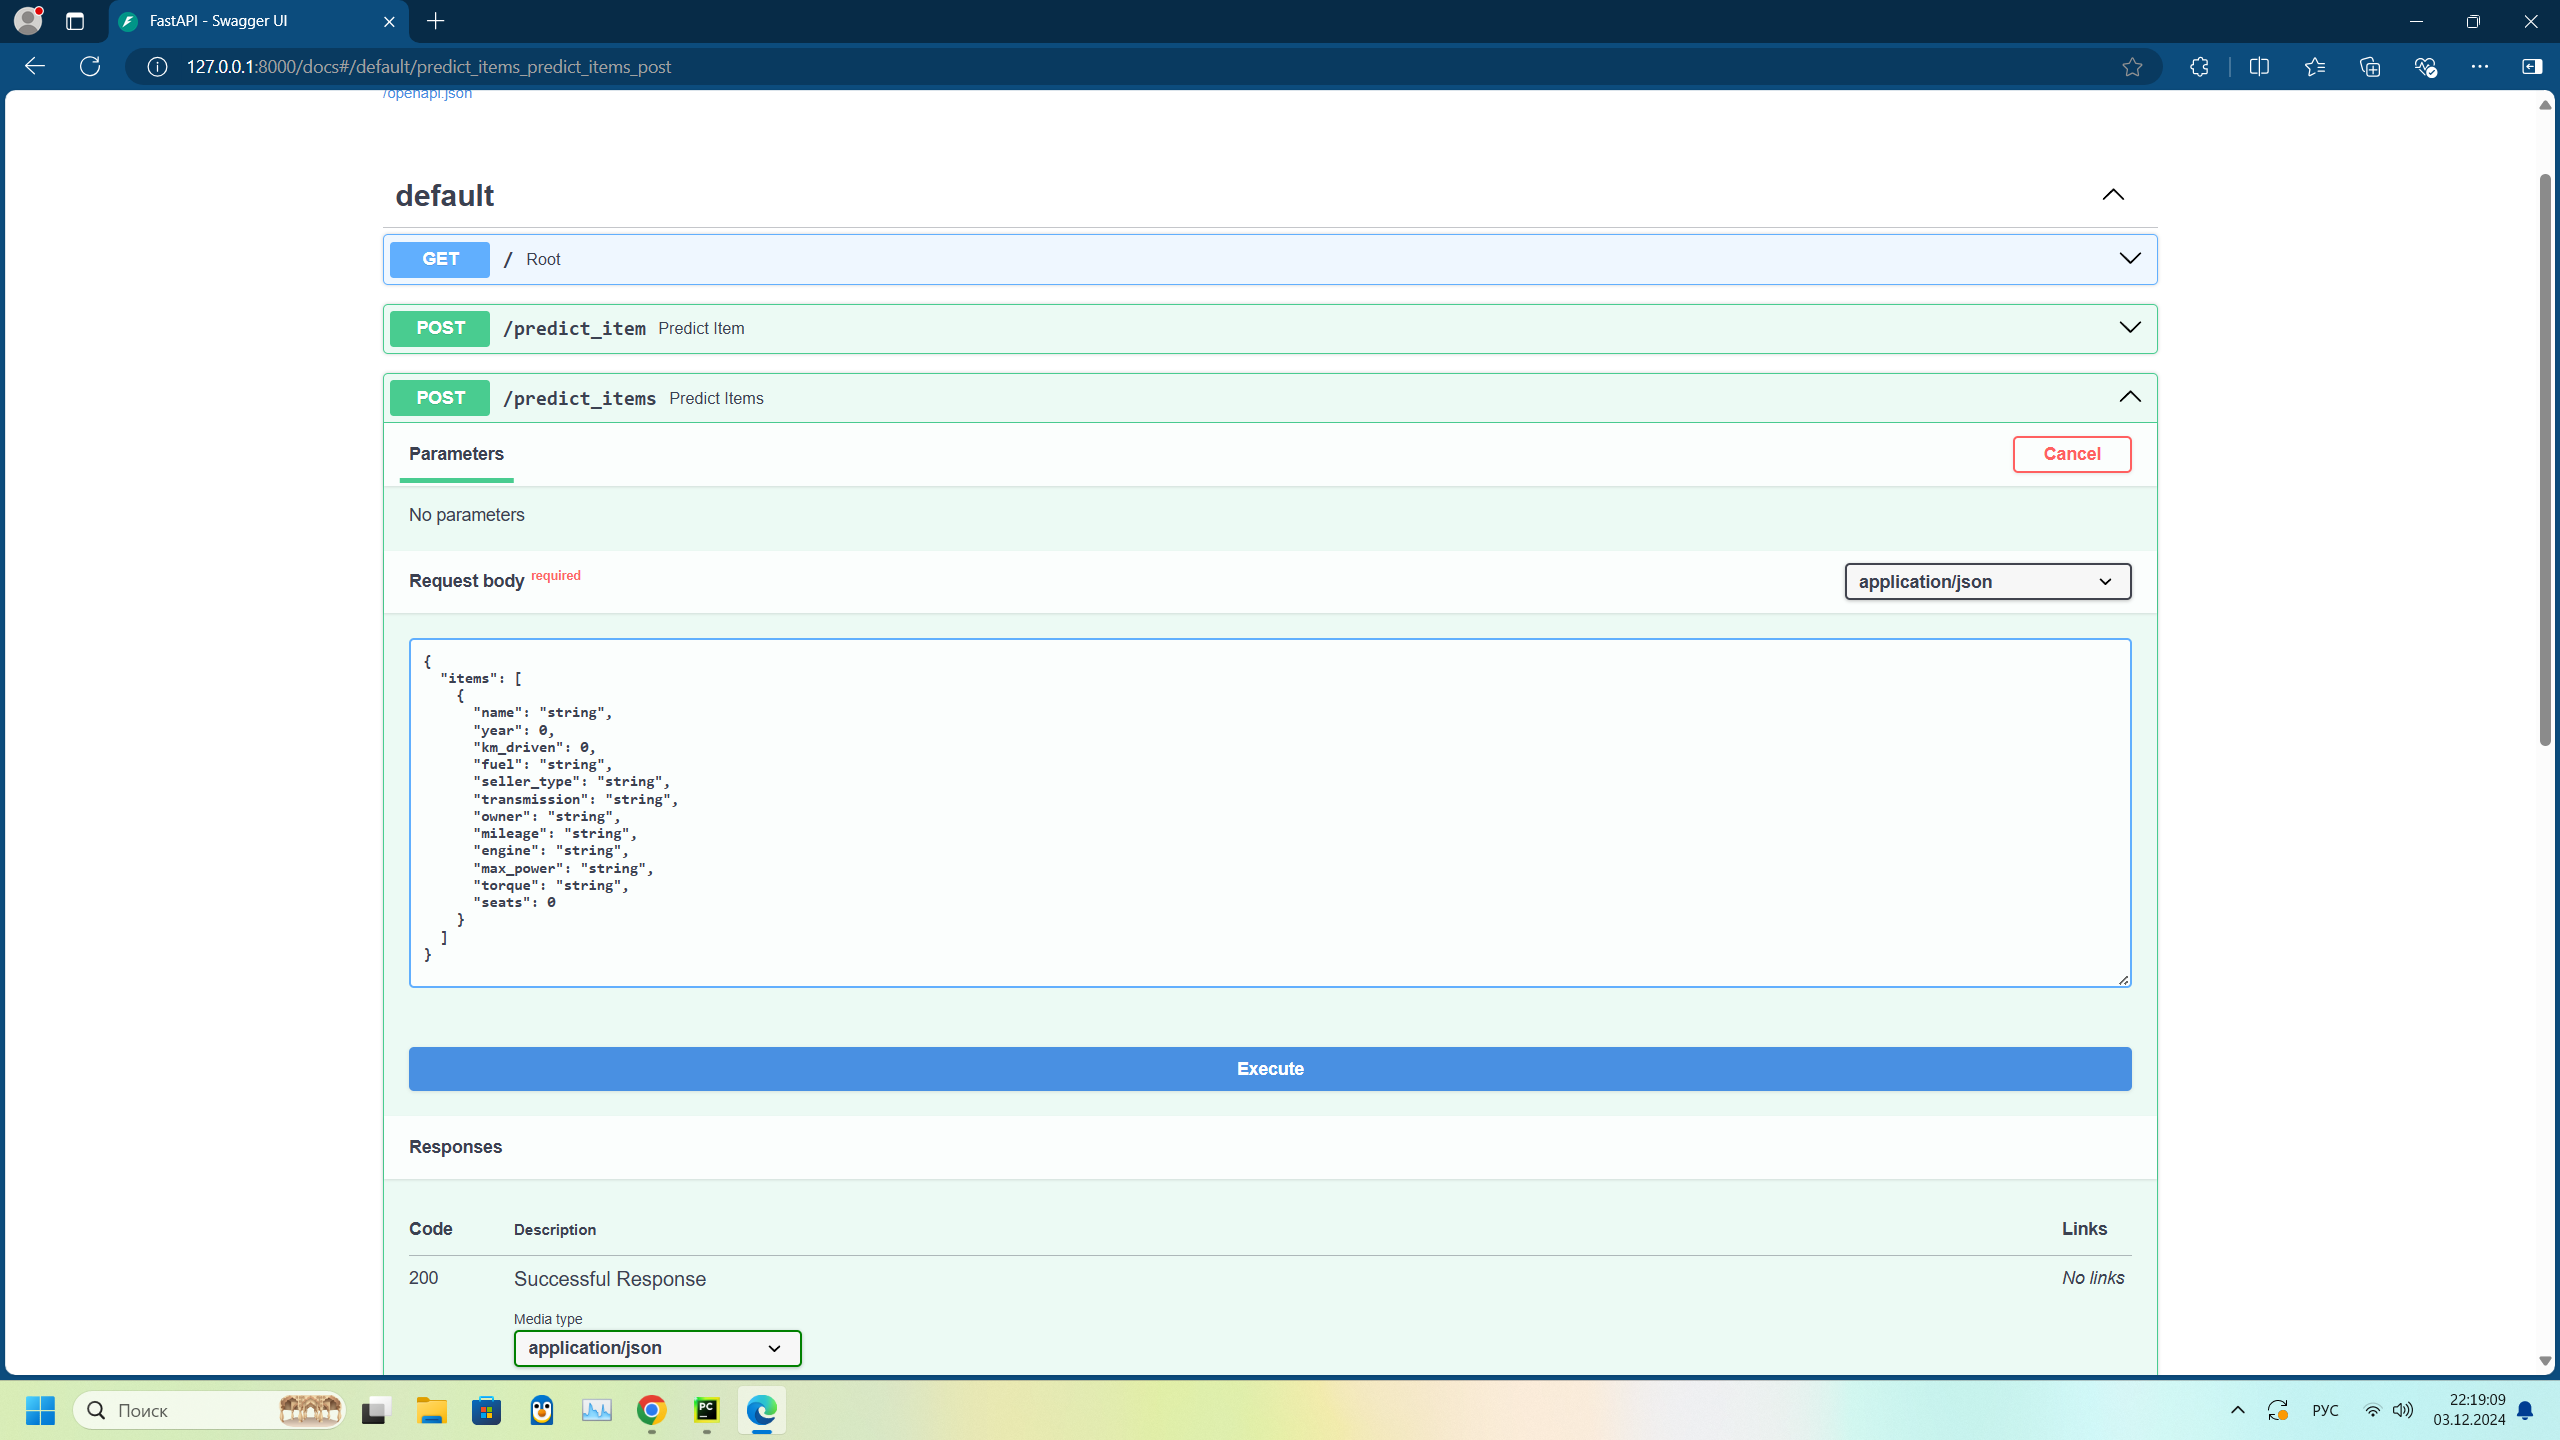 FastAPI - Swagger UI
127.0.0.1:8000/docs#/default/predict_items_predict_items_post
/openapi.json
default
GET / Root
POST /predict_item Predict Item
POST /predict_items Predict Items
Parameters
Cancel
No parameters
Request body required
application/json
{
  "items": [
    {
      "name": "string",
      "year": 0,
      "km_driven": 0,
      "fuel": "string",
      "seller_type": "string",
      "transmission": "string",
      "owner": "string",
      "mileage": "string",
      "engine": "string",
      "max_power": "string",
      "torque": "string",
      "seats": 0
    }
  ]
}
Execute
Responses
Code Description Links
200 Successful Response No links
Media type
application/json
Поиск
PC
РУС
22:19:09
03.12.2024